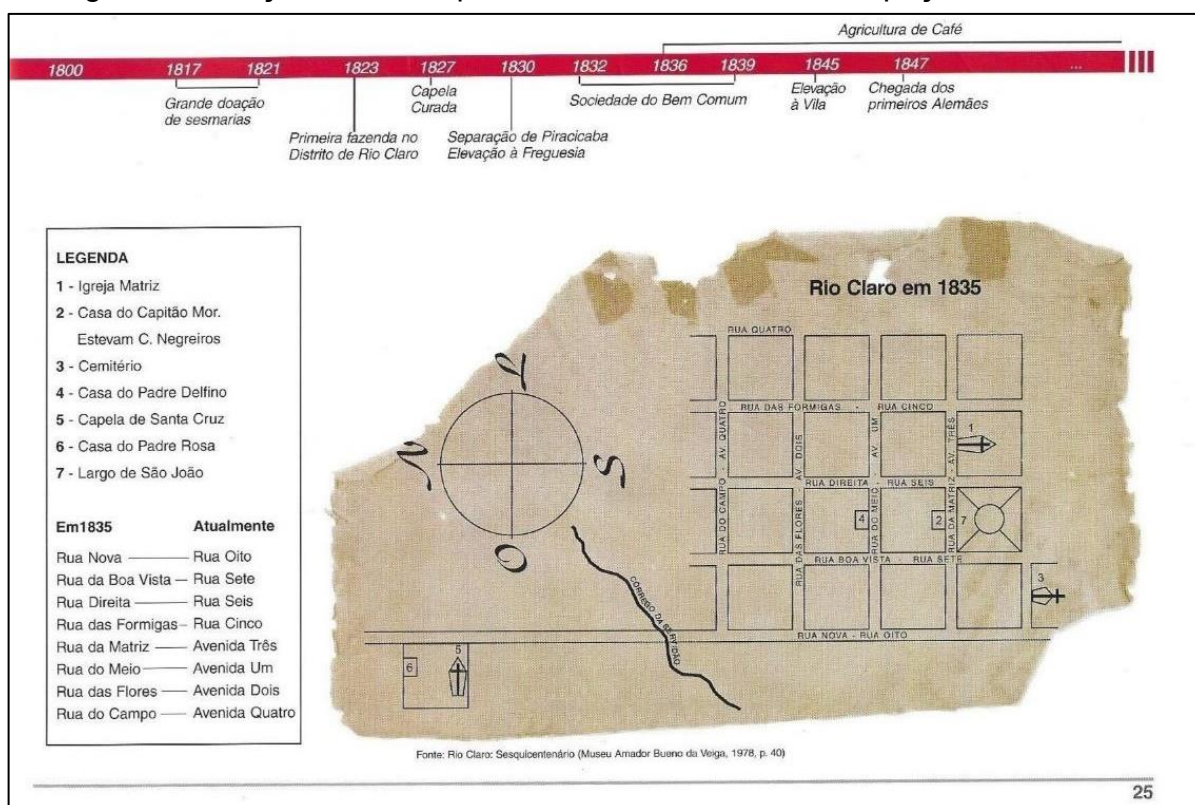 Agricultura de Café
1800 1817 1821 1823 1827 1830 1832 1836 1839 1845 1847 ...
Grande doação
de sesmarias
Primeira fazenda no
Distrito de Rio Claro
Capela
Curada
Separação de Piracicaba
Elevação à Freguesia
Sociedade do Bem Comum
Elevação
à Vila
Chegada dos
primeiros Alemães
LEGENDA
1 - Igreja Matriz
2 - Casa do Capitão Mor.
Estevam C. Negreiros
3 - Cemitério
4 - Casa do Padre Delfino
5 - Capela de Santa Cruz
6 - Casa do Padre Rosa
7 - Largo de São João
Em1835 Atualmente
Rua Nova — Rua Oito
Rua da Boa Vista — Rua Sete
Rua Direita — Rua Seis
Rua das Formigas – Rua Cinco
Rua da Matriz — Avenida Três
Rua do Meio — Avenida Um
Rua das Flores — Avenida Dois
Rua do Campo — Avenida Quatro
Rio Claro em 1835
RUA QUATRO
RUA DAS FORMIGAS - RUA CINCO
RUA DIREITA - RUA SEIS
RUA BOA VISTA - RUA SETE
RUA NOVA - RUA OITO
RUA DO CAMPO - AV. QUATRO
RUA DAS FLORES - AV. DOIS
RUA DO MEIO - AV. UM
RUA DA MATRIZ - AV. TRÊS
CÓRREGO DA
N
S
O
1
4
2
7
3
5
6
Fonte: Rio Claro: Sesquicentenário (Museu Amador Bueno da Veiga, 1978, p. 40)
25